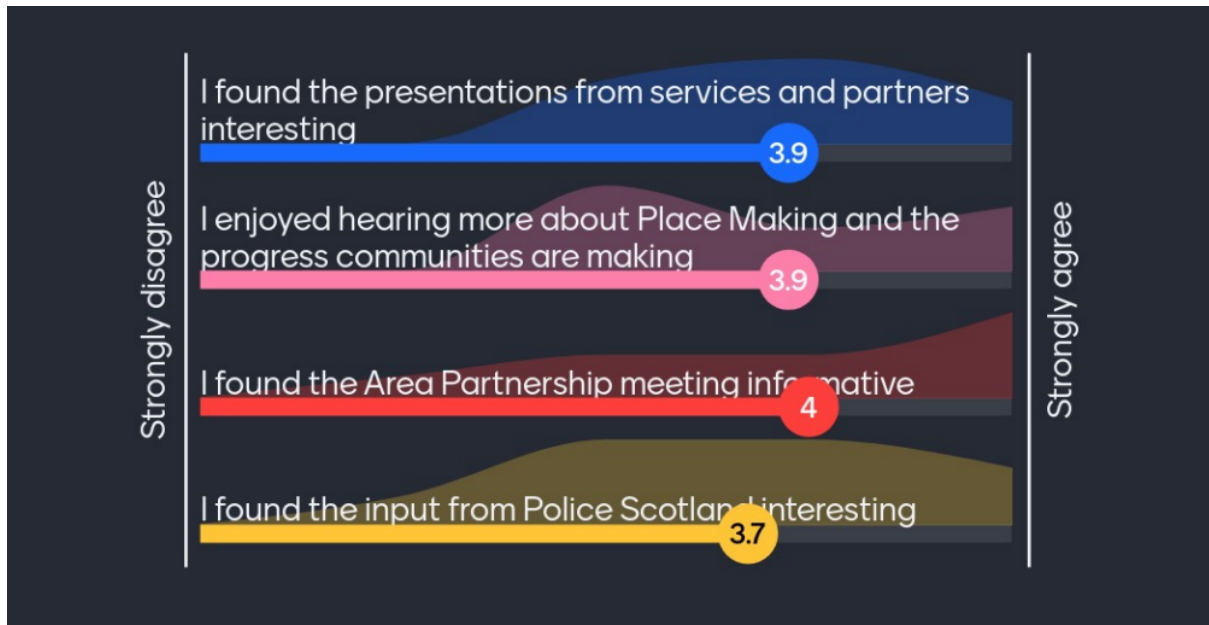 Strongly disagree
I found the presentations from services and partners
interesting
3.9
I enjoyed hearing more about Place Making and the
progress communities are making
3.9
I found the Area Partnership meeting informative
4
I found the input from Police Scotland interesting
3.7
Strongly agree